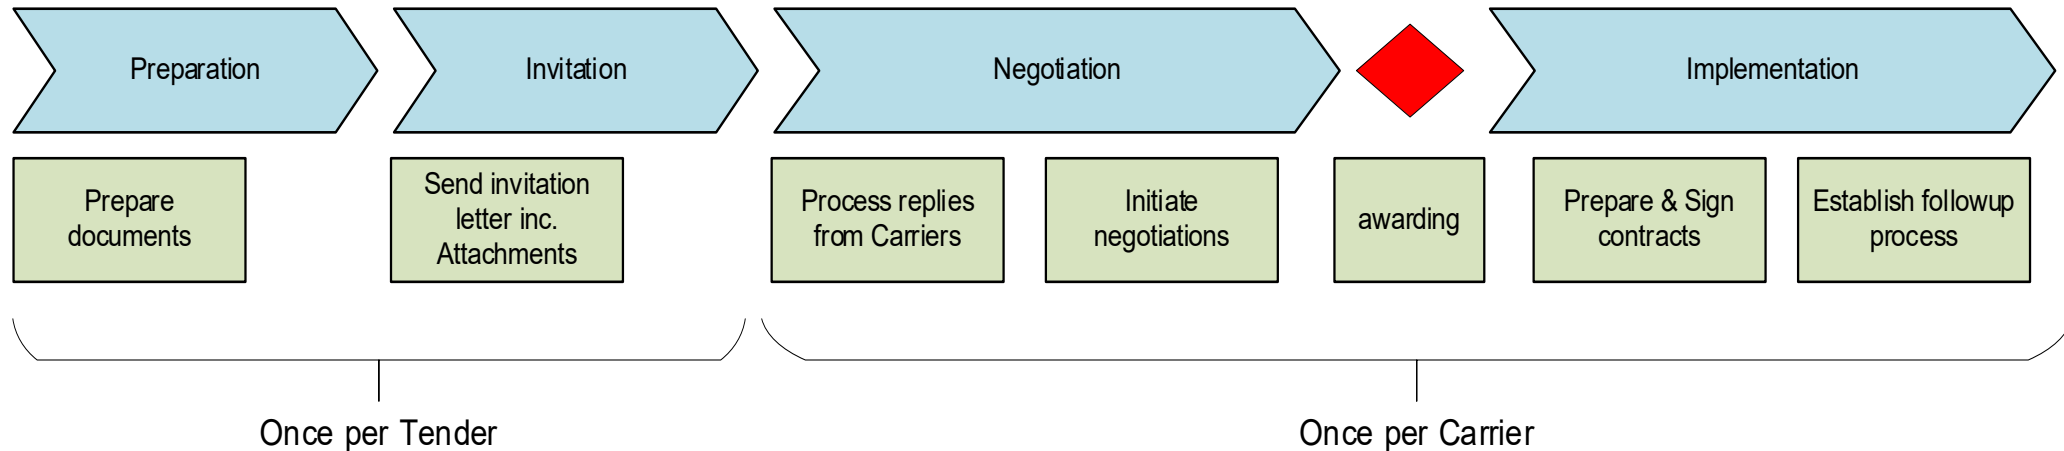 Preparation
Invitation
Negotiation
Implementation
Prepare
documents
Send invitation
letter inc.
Attachments
Process replies
from Carriers
Initiate
negotiations
awarding
Prepare & Sign
contracts
Establish followup
process
Once per Tender
Once per Carrier